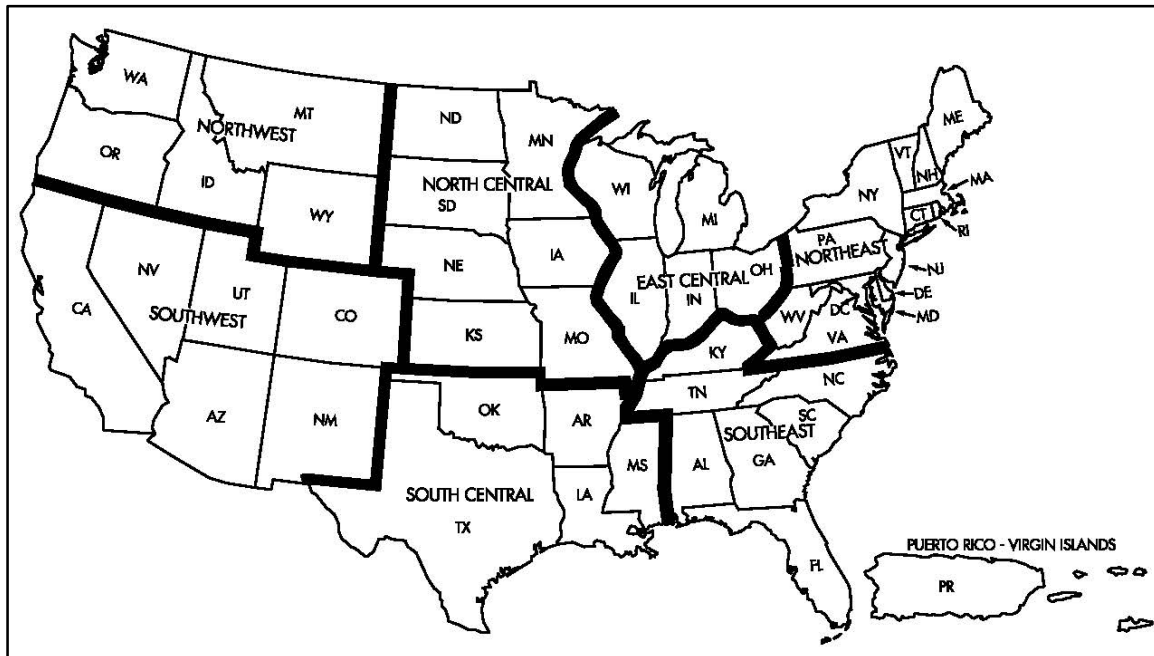 WA
MT
ND
MN
ME
NORTHWEST
OR
ID
WY
NORTH CENTRAL
SD
WI
MI
VT
NH
NY
MA
CT
RI
PA
NORTHEAST
NJ
DE
MD
NE
IA
IL
EAST CENTRAL
IN
OH
WV
DC
VA
CA
NV
UT
SOUTHWEST
CO
KS
MO
KY
AZ
NM
OK
AR
TN
NC
SC
SOUTHEAST
GA
AL
MS
LA
SOUTH CENTRAL
TX
FL
PUERTO RICO - VIRGIN ISLANDS
PR